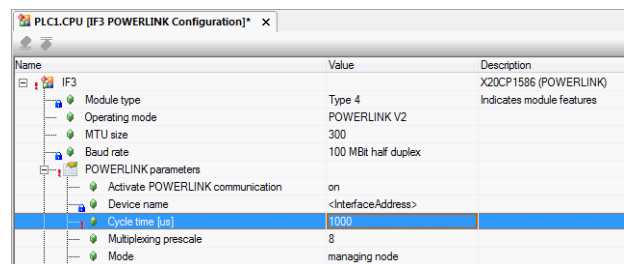 PLC1.CPU [IF3 POWERLINK Configuration]* x
Name Value Description
IF3 X20CP1586 (POWERLINK)
Module type Type 4 Indicates module features
Operating mode POWERLINK V2
MTU size 300
Baud rate 100 MBit half duplex
POWERLINK parameters
Activate POWERLINK communication on
Device name <InterfaceAddress>
Cycle time [us] 1000
Multiplexing prescale 8
Mode managing node